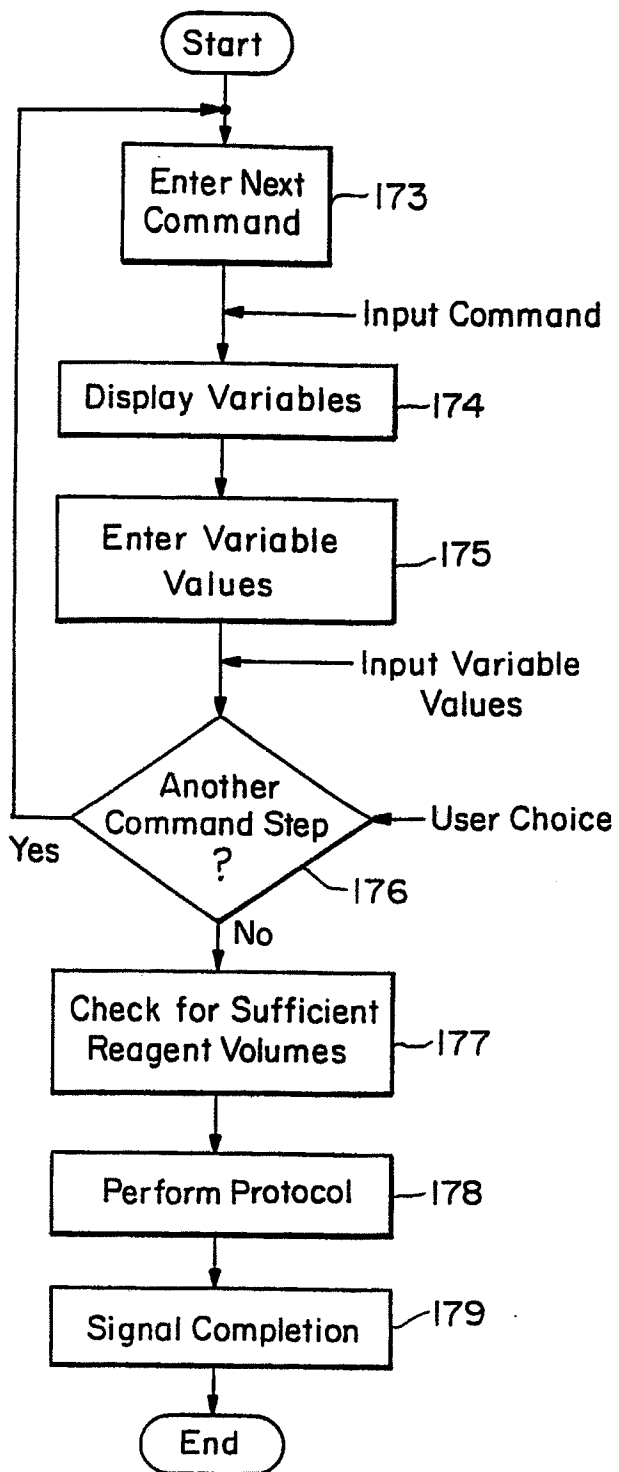 Start
Enter Next
Command
173
Input Command
Display Variables
174
Enter Variable
Values
175
Input Variable
Values
Another
Command Step
?
User Choice
Yes
176
No
Check for Sufficient
Reagent Volumes
177
Perform Protocol
178
Signal Completion
179
End